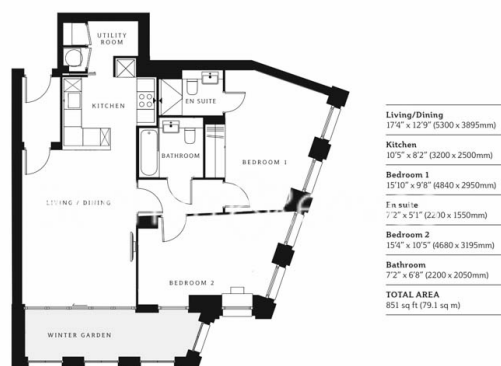 UTILITY
ROOM
KITCHEN
EN SUITE
BATHROOM
BEDROOM 1
LIVING / DINING
BEDROOM 2
WINTER GARDEN
Living/Dining
17'4" x 12'9" (5300 x 3895mm)
Kitchen
10'5" x 8'2" (3200 x 2500mm)
Bedroom 1
15'10" x 9'8" (4840 x 2950mm)
En suite
7'2" x 5'1" (2200 x 1550mm)
Bedroom 2
15'4" x 10'5" (4680 x 3195mm)
Bathroom
7'2" x 6'8" (2200 x 2050mm)
TOTAL AREA
851 sq ft (79.1 sq m)